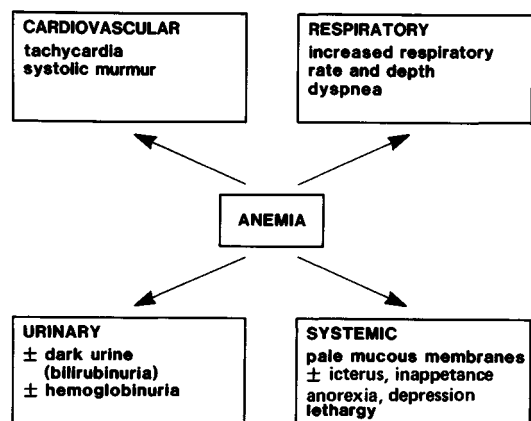 CARDIOVASCULAR
tachycardia
systolic murmur
RESPIRATORY
increased respiratory
rate and depth
dyspnea
ANEMIA
URINARY
± dark urine
(bilirubinuria)
± hemoglobinuria
SYSTEMIC
pale mucous membranes
± icterus, inappetance
anorexia, depression
lethargy